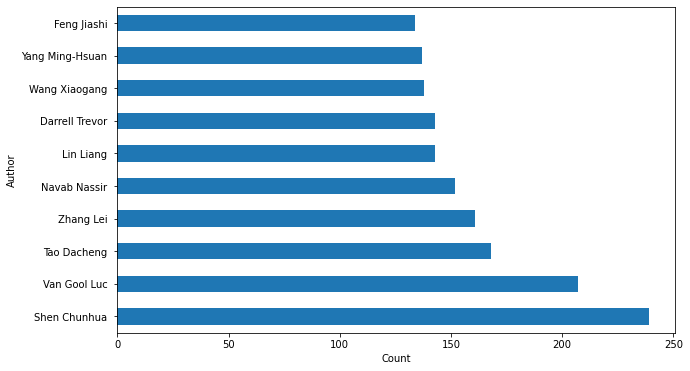 Feng Jiashi
Yang Ming-Hsuan
Wang Xiaogang
Darrell Trevor
Lin Liang
Navab Nassir
Zhang Lei
Tao Dacheng
Van Gool Luc
Shen Chunhua
Author
0 50 100 150 200 250
Count